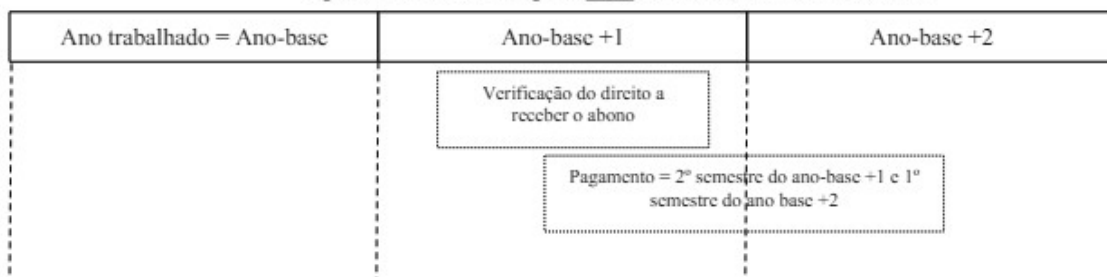 Ano trabalhado = Ano-base
Ano-base +1
Ano-base +2
Verificação do direito a
receber o abono
Pagamento = 2º semestre do ano-base +1 e 1º
semestre do ano base +2